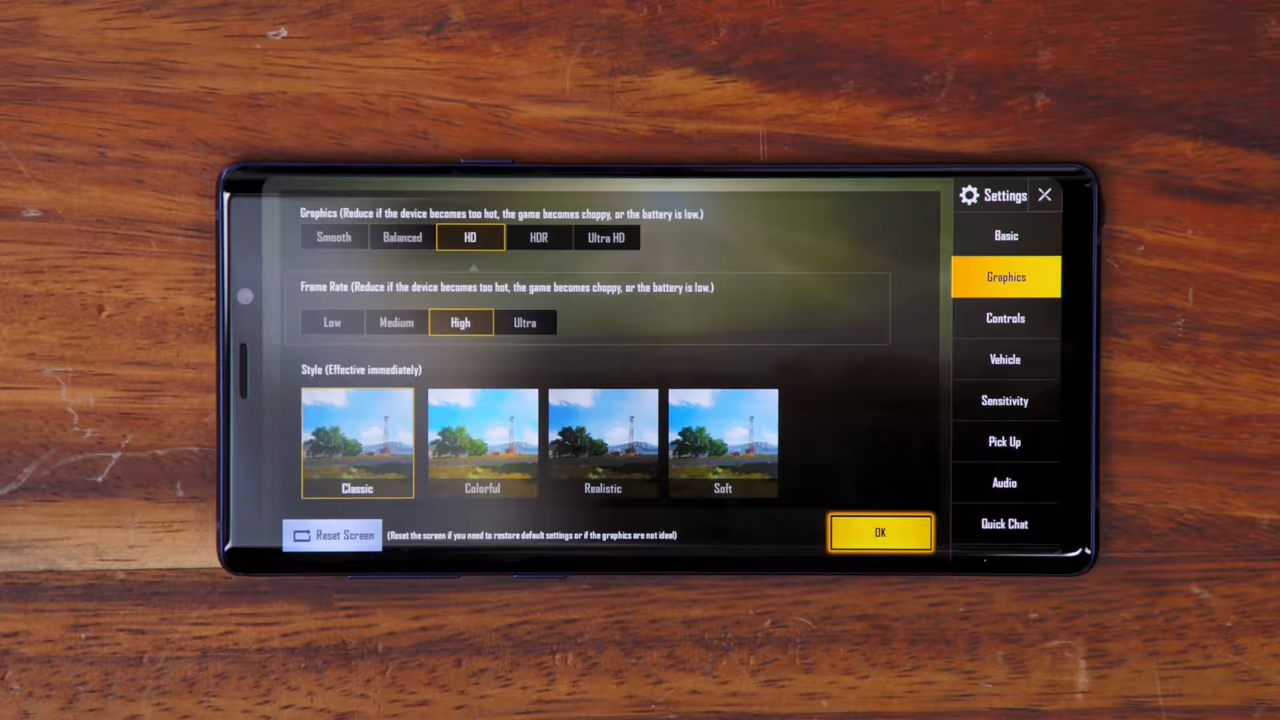 Settings
Graphics (Reduce if the device becomes too hot, the game becomes choppy, or the battery is low.)
Smooth Balanced HD HDR Ultra HD
Frame Rate (Reduce if the device becomes too hot, the game becomes choppy, or the battery is low.)
Low Medium High Ultra
Style (Effective immediately)
Classic Colorful Realistic Soft
Reset Screen (Reset the screen if you need to restore default settings or if the graphics are not ideal)
OK
Basic
Graphics
Controls
Vehicle
Sensitivity
Pick Up
Audio
Quick Chat